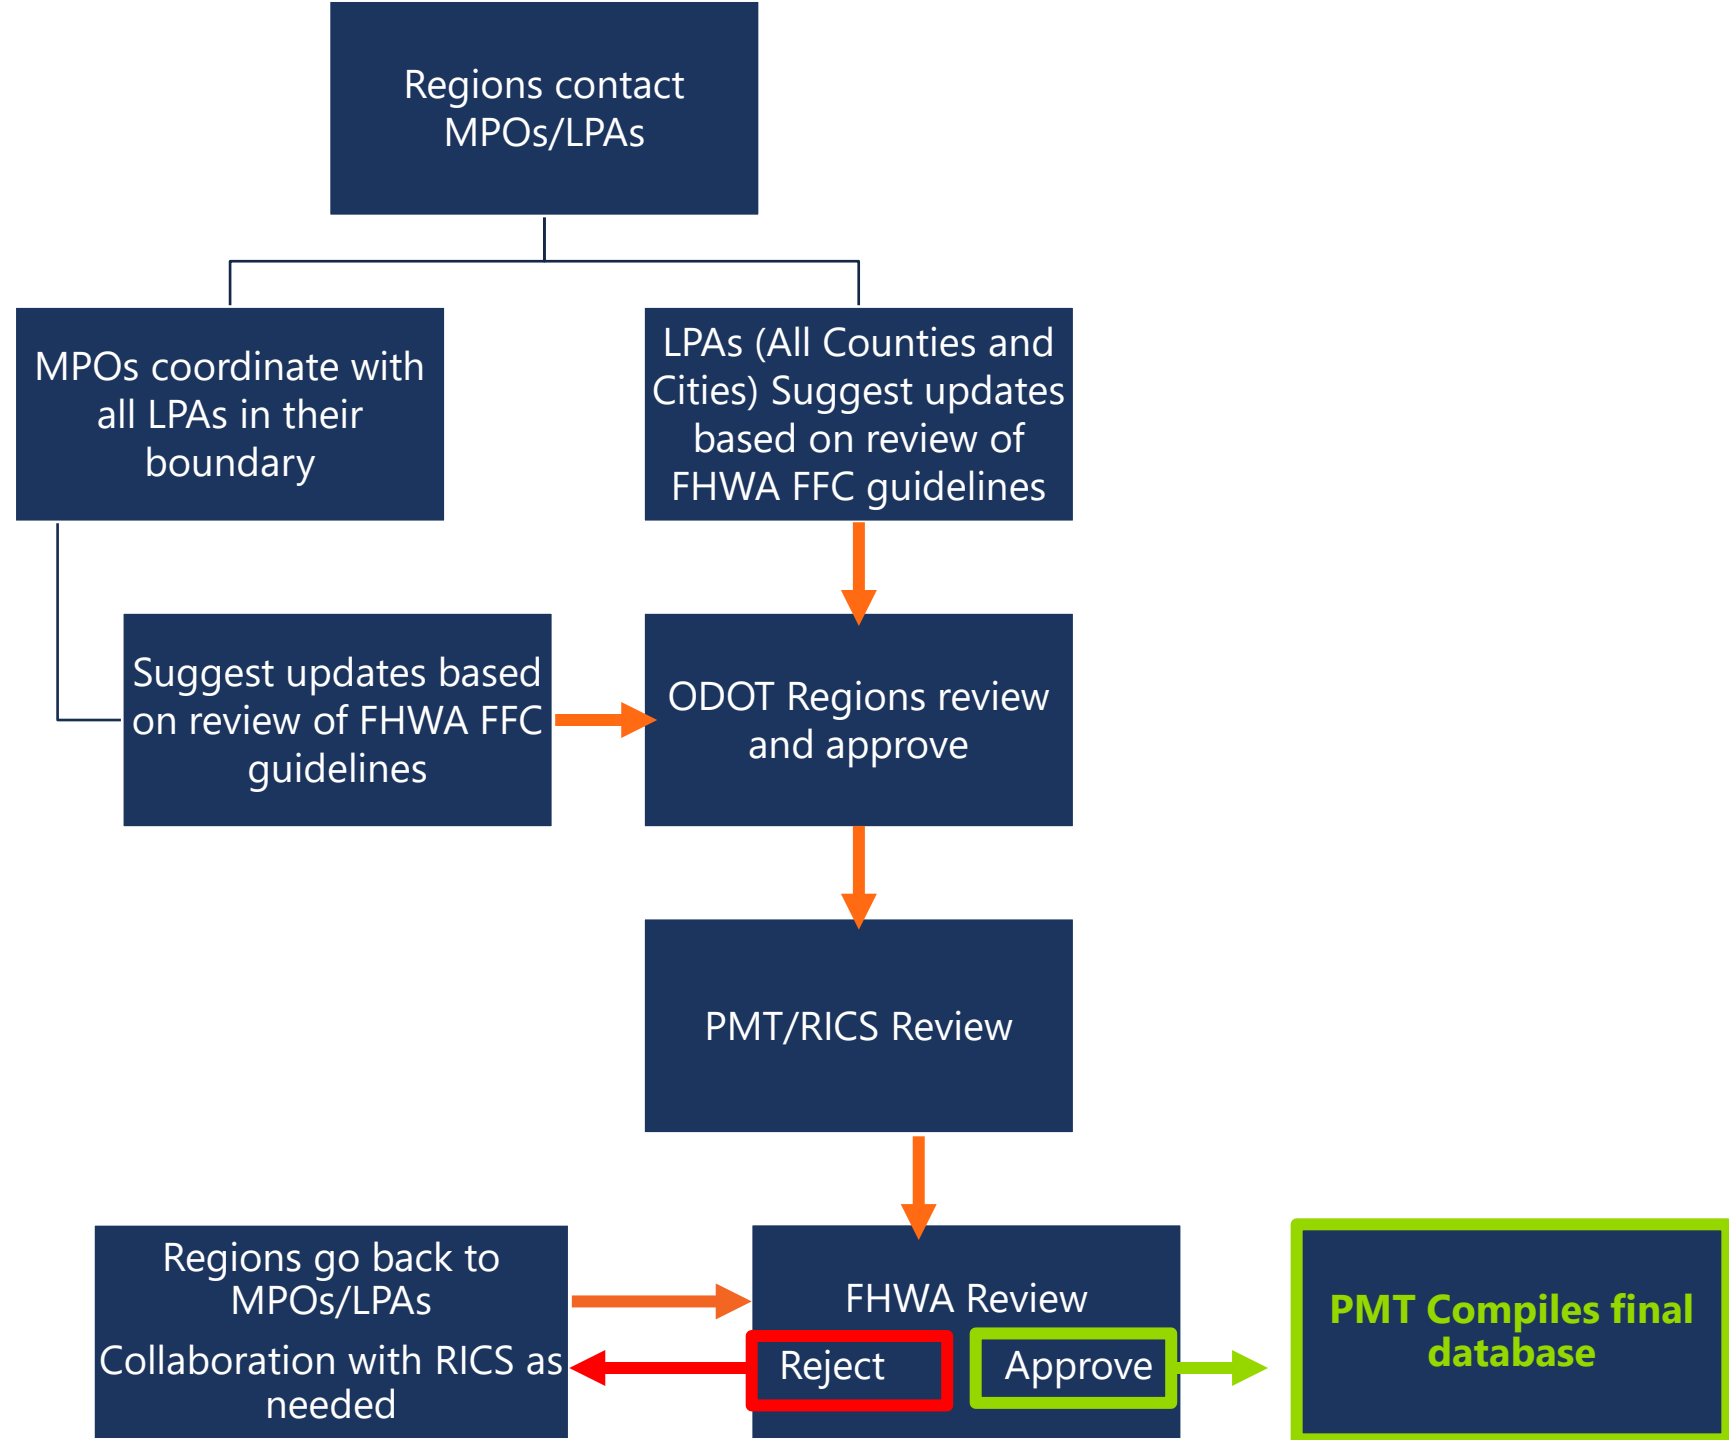 Regions contact
MPOs/LPAs
MPOs coordinate with
all LPAs in their
boundary
LPAs (All Counties and
Cities) Suggest updates
based on review of
FHWA FFC guidelines
Suggest updates based
on review of FHWA FFC
guidelines
ODOT Regions review
and approve
PMT/RICS Review
Regions go back to
MPOs/LPAs
Collaboration with RICS as
needed
FHWA Review
Reject
Approve
PMT Compiles final
database